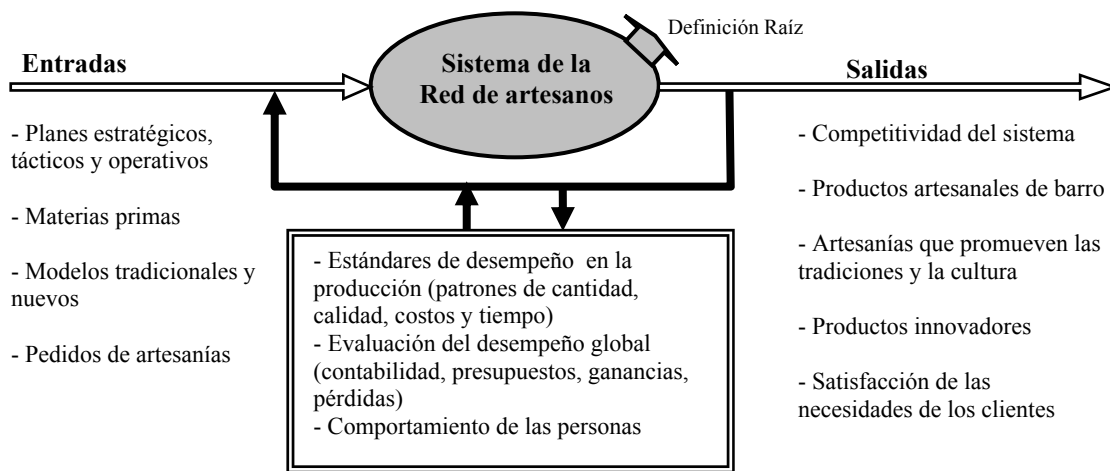 Definición Raíz
Entradas
Sistema de la
Red de artesanos
Salidas
- Planes estratégicos,
tácticos y operativos
- Materias primas
- Modelos tradicionales y
nuevos
- Pedidos de artesanías
- Estándares de desempeño en la
producción (patrones de cantidad,
calidad, costos y tiempo)
- Evaluación del desempeño global
(contabilidad, presupuestos, ganancias,
pérdidas)
- Comportamiento de las personas
- Competitividad del sistema
- Productos artesanales de barro
- Artesanías que promueven las
tradiciones y la cultura
- Productos innovadores
- Satisfacción de las
necesidades de los clientes